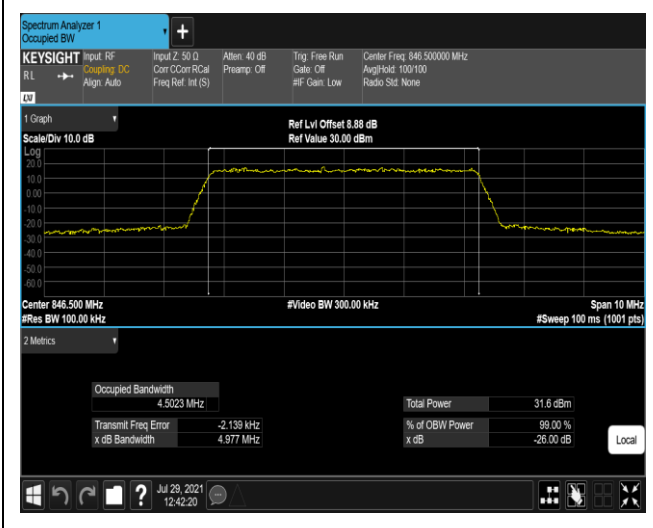 Spectrum Analyzer 1
Occupied BW
+
KEYSIGHT
RL
LXI
Input: RF
Coupling: DC
Align: Auto
Input Z: 50 Ω
Corr CCorr RCal
Freq Ref: Int (S)
Atten: 40 dB
Preamp: Off
Trig: Free Run
Gate: Off
#IF Gain: Low
Center Freq: 846.500000 MHz
Avg|Hold: 100/100
Radio Std: None
1 Graph
Scale/Div 10.0 dB
Ref Lvl Offset 8.88 dB
Ref Value 30.00 dBm
Log
20.0
10.0
0.00
-10.0
-20.0
-30.0
-40.0
-50.0
-60.0
Center 846.500 MHz
#Video BW 300.00 kHz
Span 10 MHz
#Res BW 100.00 kHz
#Sweep 100 ms (1001 pts)
2 Metrics
Occupied Bandwidth
4.5023 MHz
Total Power 31.6 dBm
Transmit Freq Error -2.139 kHz
% of OBW Power 99.00 %
x dB Bandwidth 4.977 MHz
x dB -26.00 dB
Local
?
Jul 29, 2021
12:42:20